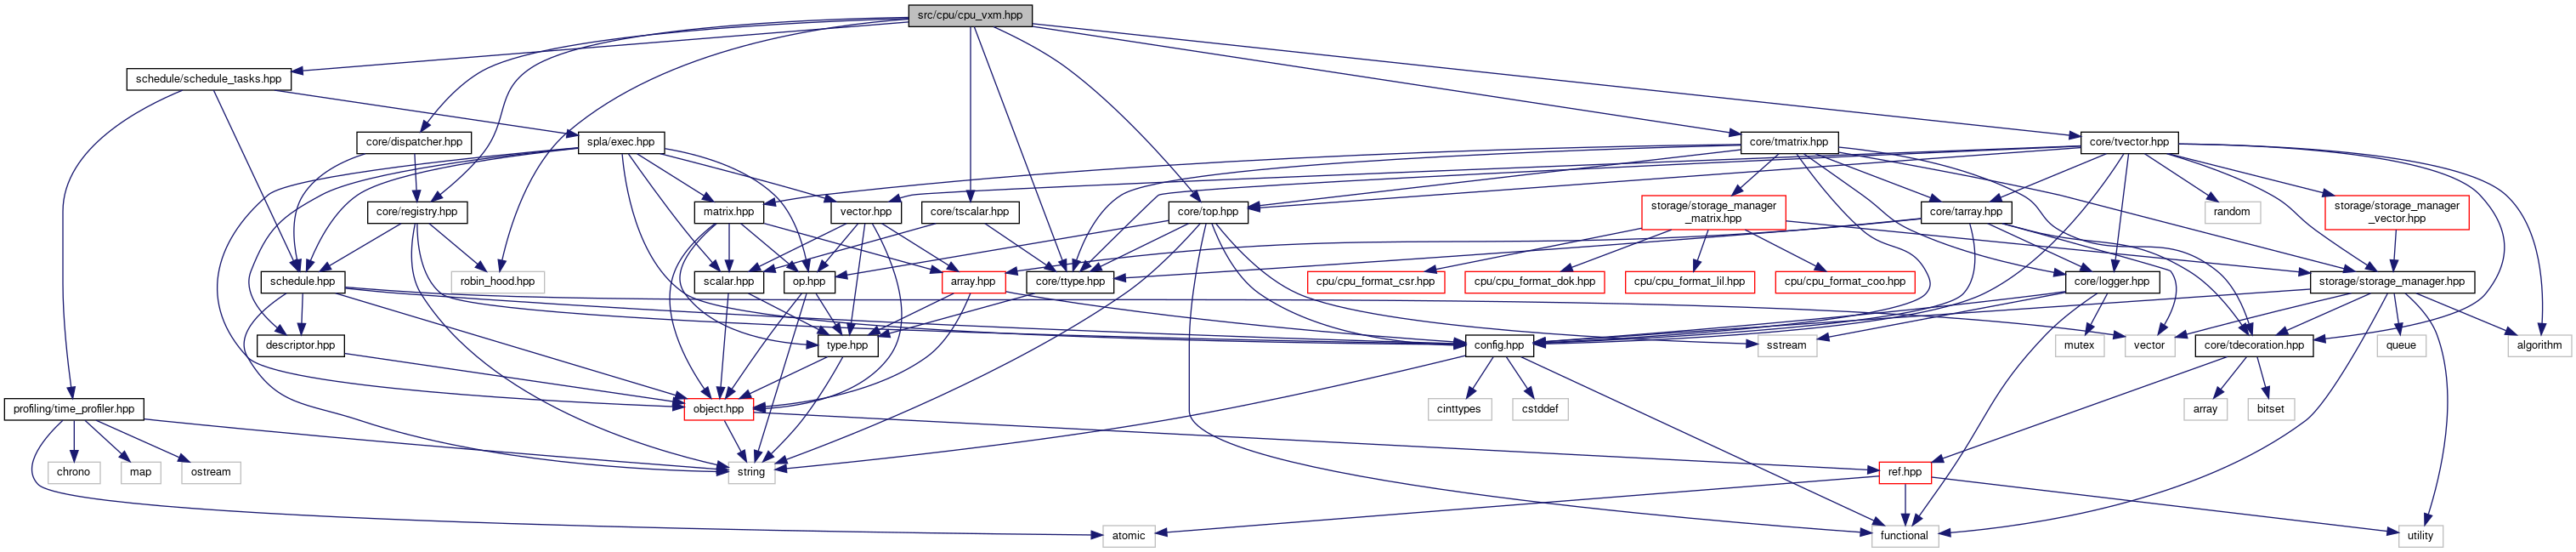 src/cpu/cpu_vxm.hpp
schedule/schedule_tasks.hpp
core/dispatcher.hpp
spla/exec.hpp
core/tmatrix.hpp
core/tvector.hpp
core/registry.hpp
matrix.hpp
vector.hpp
core/tscalar.hpp
core/top.hpp
storage/storage_manager
_matrix.hpp
core/tarray.hpp
random
storage/storage_manager
_vector.hpp
schedule.hpp
robin_hood.hpp
scalar.hpp
op.hpp
array.hpp
core/ttype.hpp
cpu/cpu_format_csr.hpp
cpu/cpu_format_dok.hpp
cpu/cpu_format_lil.hpp
cpu/cpu_format_coo.hpp
core/logger.hpp
storage/storage_manager.hpp
descriptor.hpp
type.hpp
config.hpp
sstream
mutex
vector
core/tdecoration.hpp
queue
algorithm
profiling/time_profiler.hpp
object.hpp
cinttypes
cstddef
array
bitset
chrono
map
ostream
string
ref.hpp
atomic
functional
utility